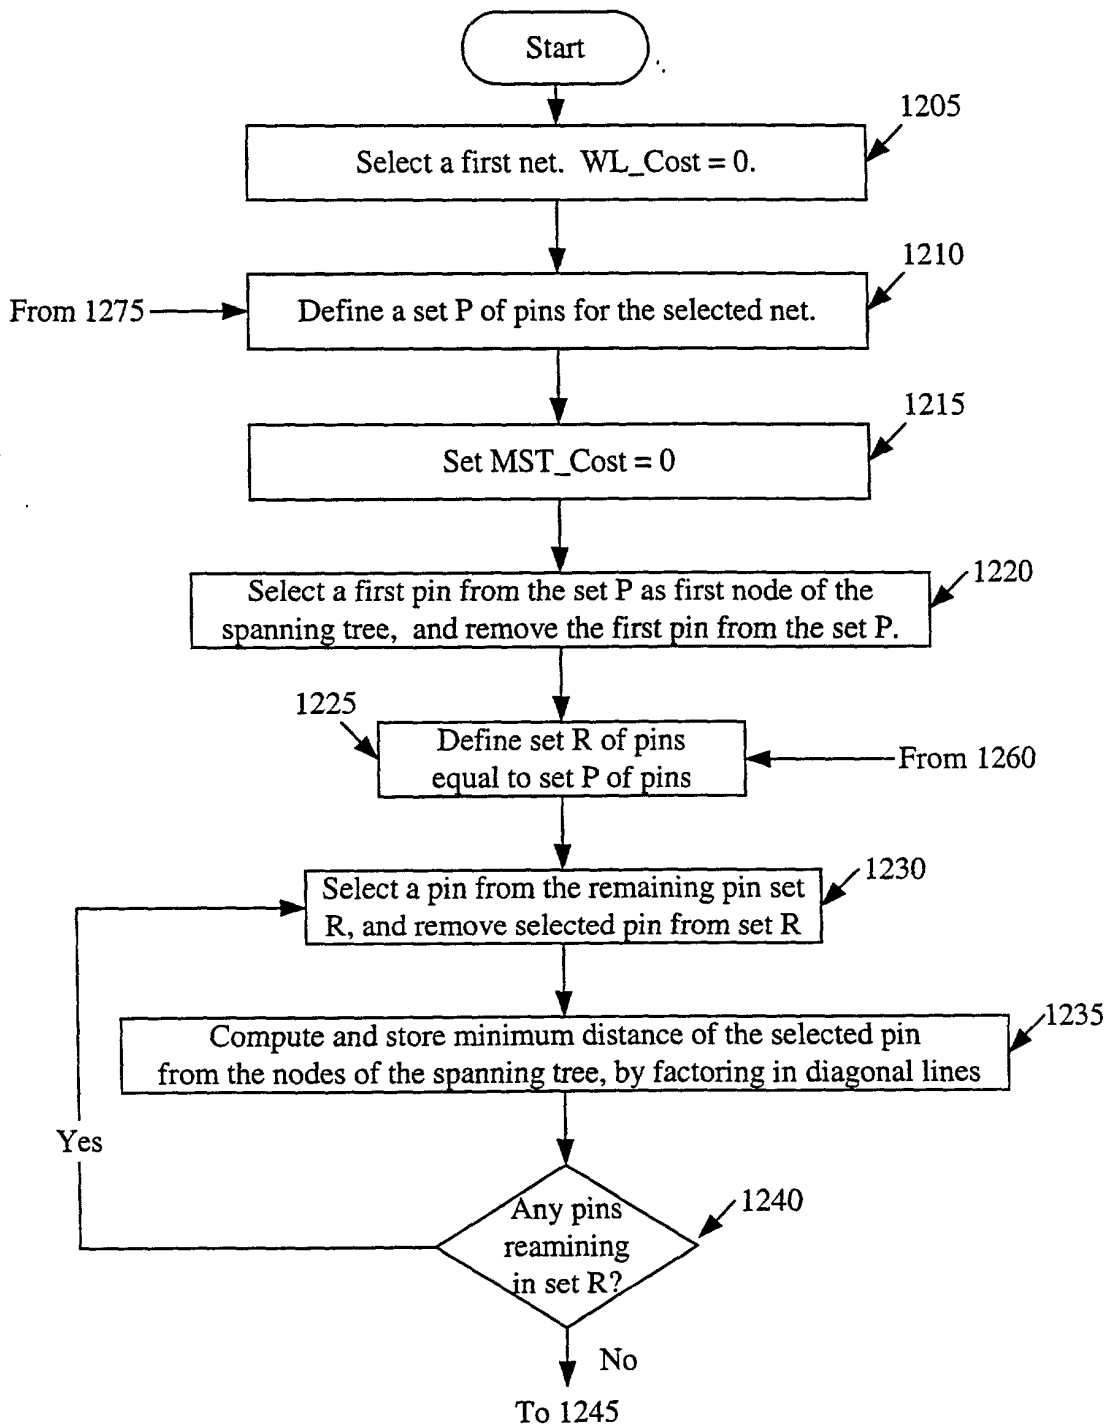 Start
1205
Select a first net. WL_Cost = 0.
1210
From 1275
Define a set P of pins for the selected net.
1215
Set MST_Cost = 0
1220
Select a first pin from the set P as first node of the
spanning tree, and remove the first pin from the set P.
1225
Define set R of pins
equal to set P of pins
From 1260
1230
Select a pin from the remaining pin set
R, and remove selected pin from set R
1235
Compute and store minimum distance of the selected pin
from the nodes of the spanning tree, by factoring in diagonal lines
Yes
1240
Any pins
reamining
in set R?
No
To 1245